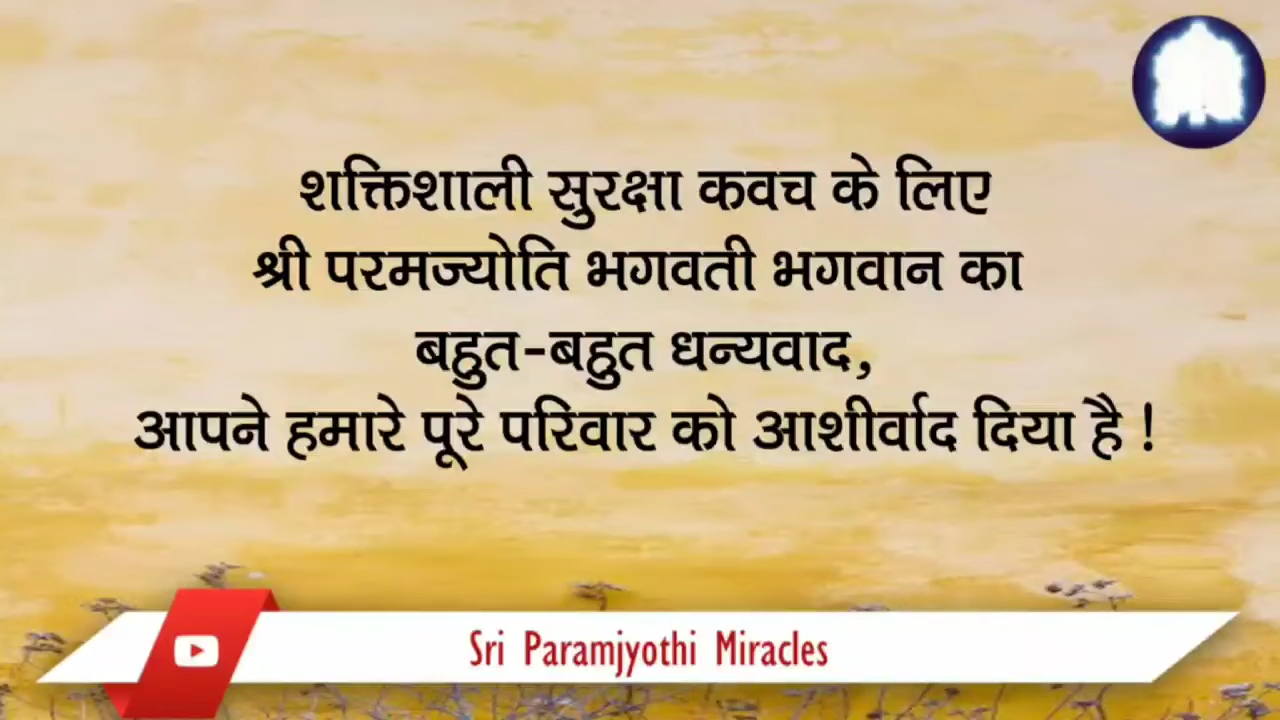 शक्तिशाली सुरक्षा कवच के लिए
श्री परमज्योति भगवती भगवान का
बहुत-बहुत धन्यवाद,
आपने हमारे पूरे परिवार को आशीर्वाद दिया है !
Sri Paramjyothi Miracles